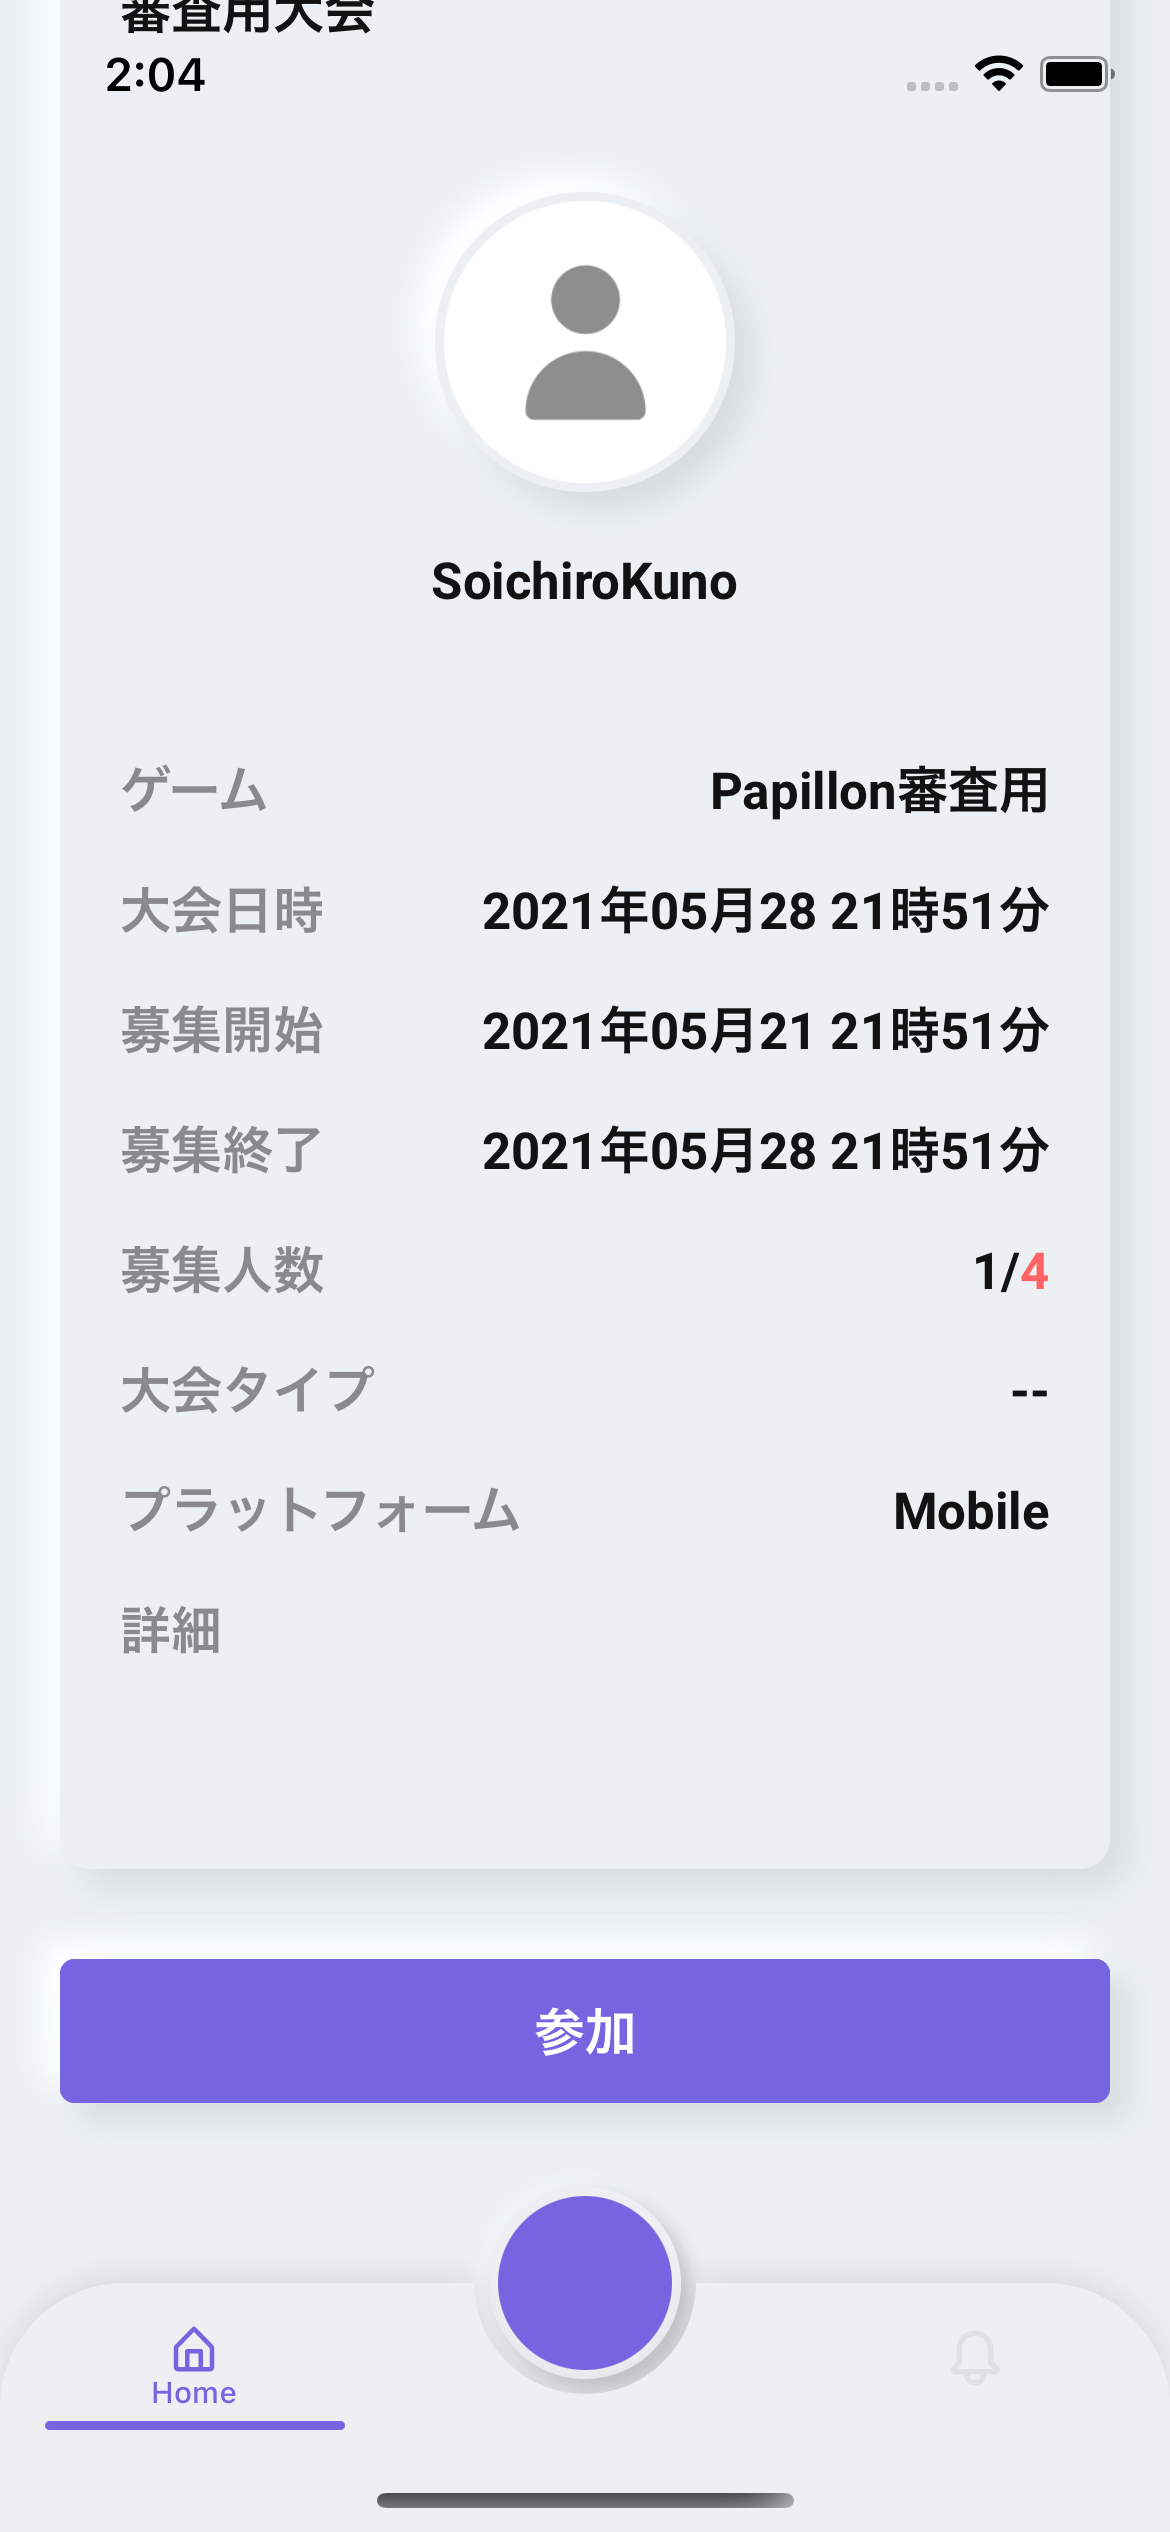 審査用大会
2:04
SoichiroKuno
ゲーム Papillon審査用
大会日時 2021年05月28 21時51分
募集開始 2021年05月21 21時51分
募集終了 2021年05月28 21時51分
募集人数 1/4
大会タイプ --
プラットフォーム Mobile
詳細
参加
Home